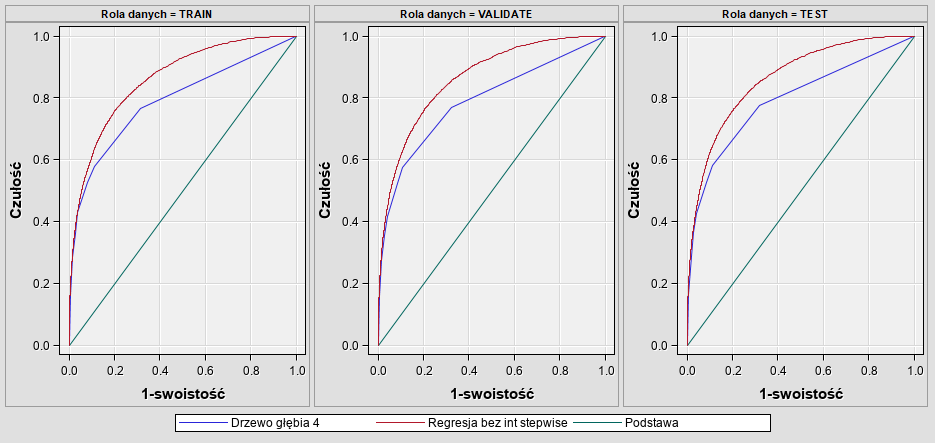 Rola danych = TRAIN
Rola danych = VALIDATE
Rola danych = TEST
1.0
0.8
0.6
0.4
0.2
0.0
Czułość
0.0 0.2 0.4 0.6 0.8 1.0
1-swoistość
1.0
0.8
0.6
0.4
0.2
0.0
Czułość
0.0 0.2 0.4 0.6 0.8 1.0
1-swoistość
1.0
0.8
0.6
0.4
0.2
0.0
Czułość
0.0 0.2 0.4 0.6 0.8 1.0
1-swoistość
Drzewo głębia 4 Regresja bez int stepwise Podstawa